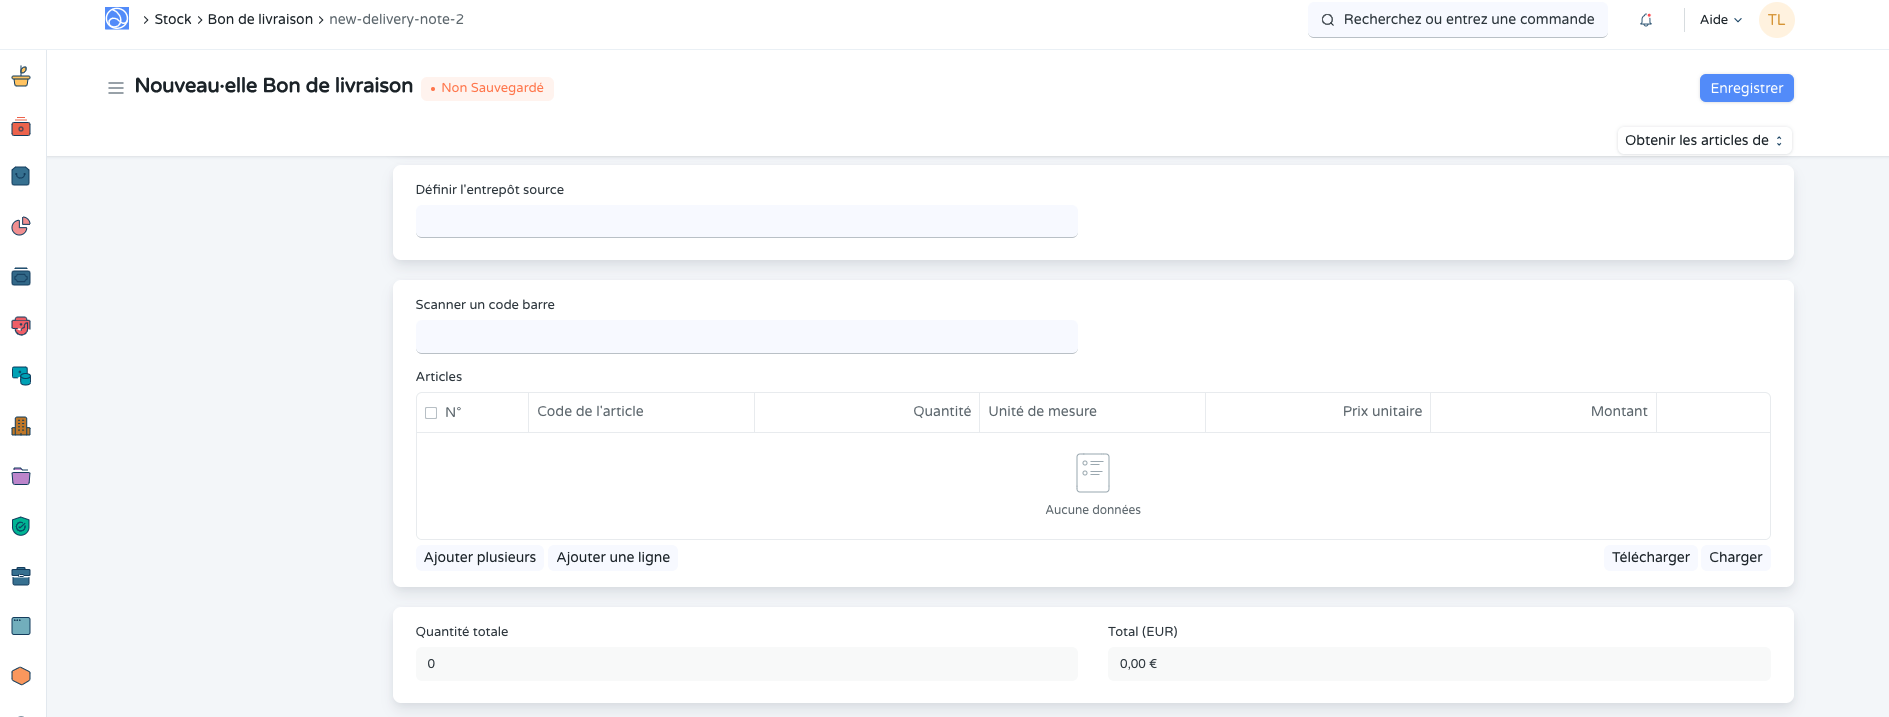 Stock
Bon de livraison
new-delivery-note-2
Recherchez ou entrez une commande
Aide
TL
Nouveau·elle Bon de livraison
Non Sauvegardé
Enregistrer
Obtenir les articles de
Définir l'entrepôt source
Scanner un code barre
Articles
N° Code de l'article Quantité Unité de mesure Prix unitaire Montant
Aucune données
Ajouter plusieurs
Ajouter une ligne
Télécharger
Charger
Quantité totale
0
Total (EUR)
0,00 €